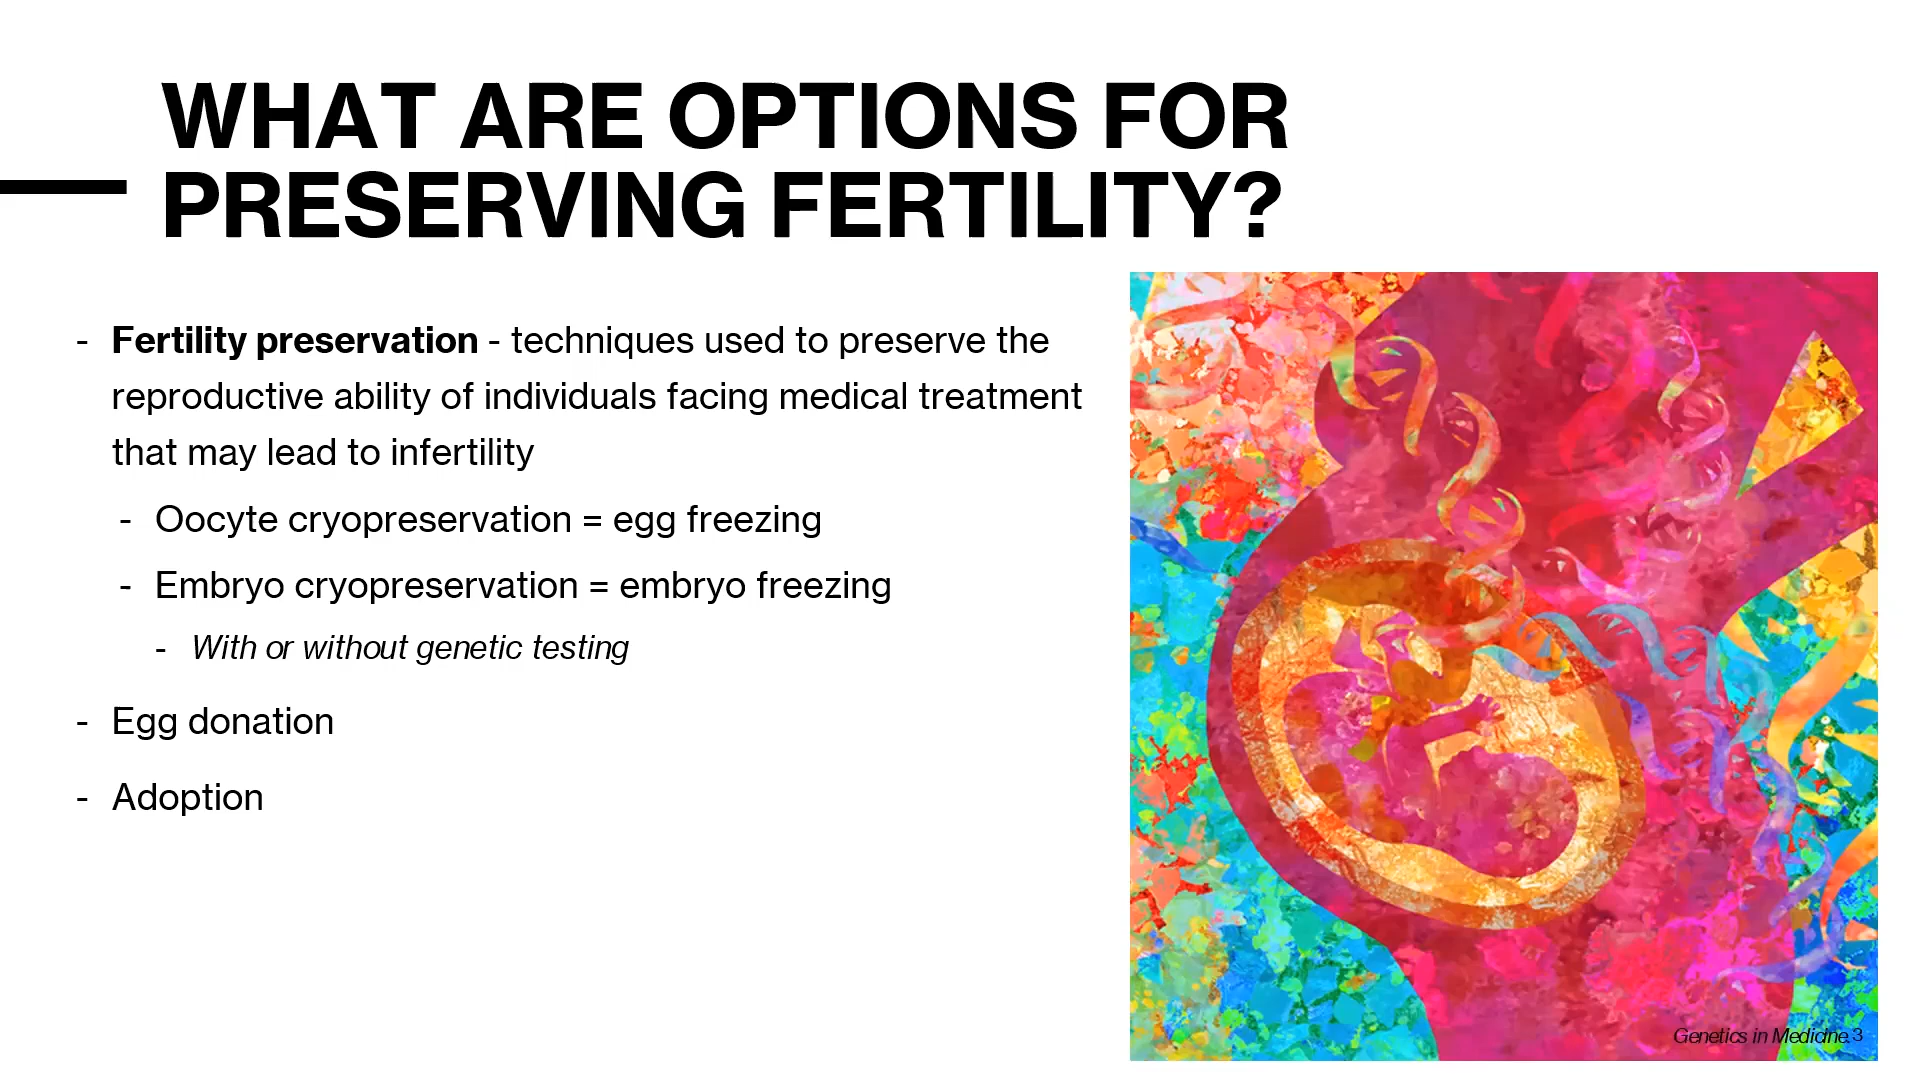 WHAT ARE OPTIONS FOR
PRESERVING FERTILITY?
- Fertility preservation - techniques used to preserve the
reproductive ability of individuals facing medical treatment
that may lead to infertility
- Oocyte cryopreservation = egg freezing
- Embryo cryopreservation = embryo freezing
- With or without genetic testing
- Egg donation
- Adoption
Genetics in Medicine.3